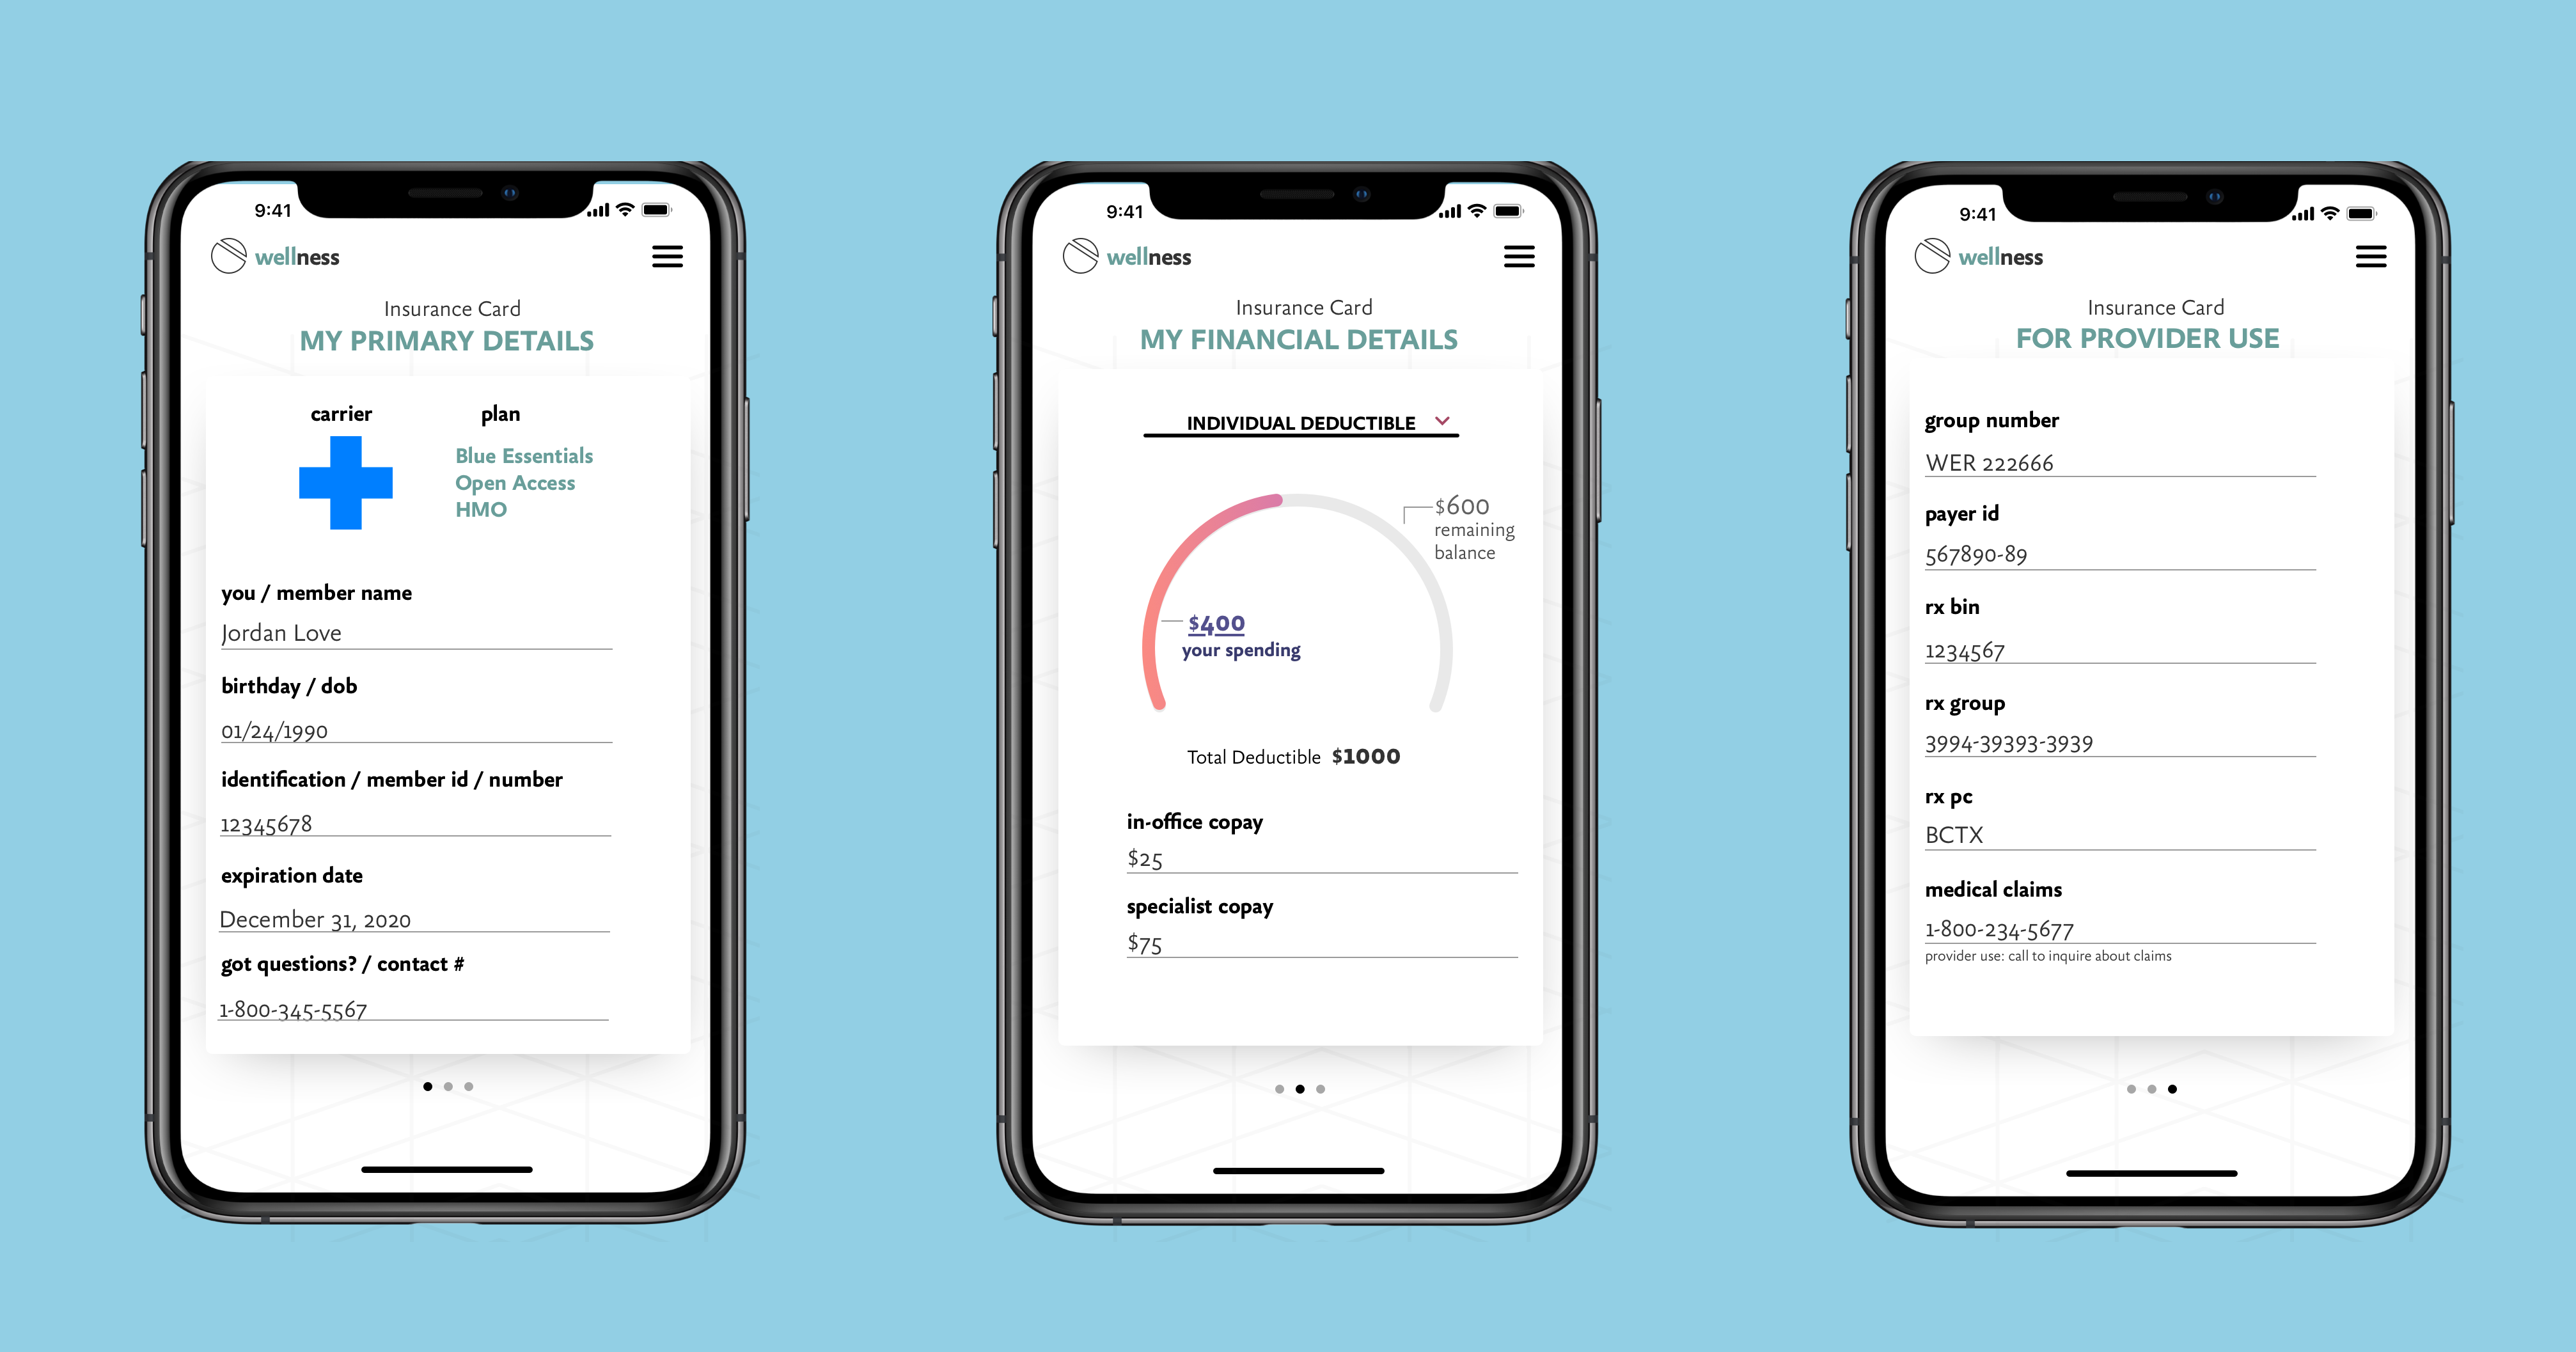 9:41
wellness
Insurance Card
MY PRIMARY DETAILS
carrier
plan
Blue Essentials
Open Access
HMO
you / member name
Jordan Love
birthday / dob
01/24/1990
identification / member id / number
12345678
expiration date
December 31, 2020
got questions? / contact #
1-800-345-5567
9:41
wellness
Insurance Card
MY FINANCIAL DETAILS
INDIVIDUAL DEDUCTIBLE
$600
remaining
balance
$400
your spending
Total Deductible $1000
in-office copay
$25
specialist copay
$75
9:41
wellness
Insurance Card
FOR PROVIDER USE
group number
WER 222666
payer id
567890-89
rx bin
1234567
rx group
3994-39393-3939
rx pc
BCTX
medical claims
1-800-234-5677
provider use: call to inquire about claims